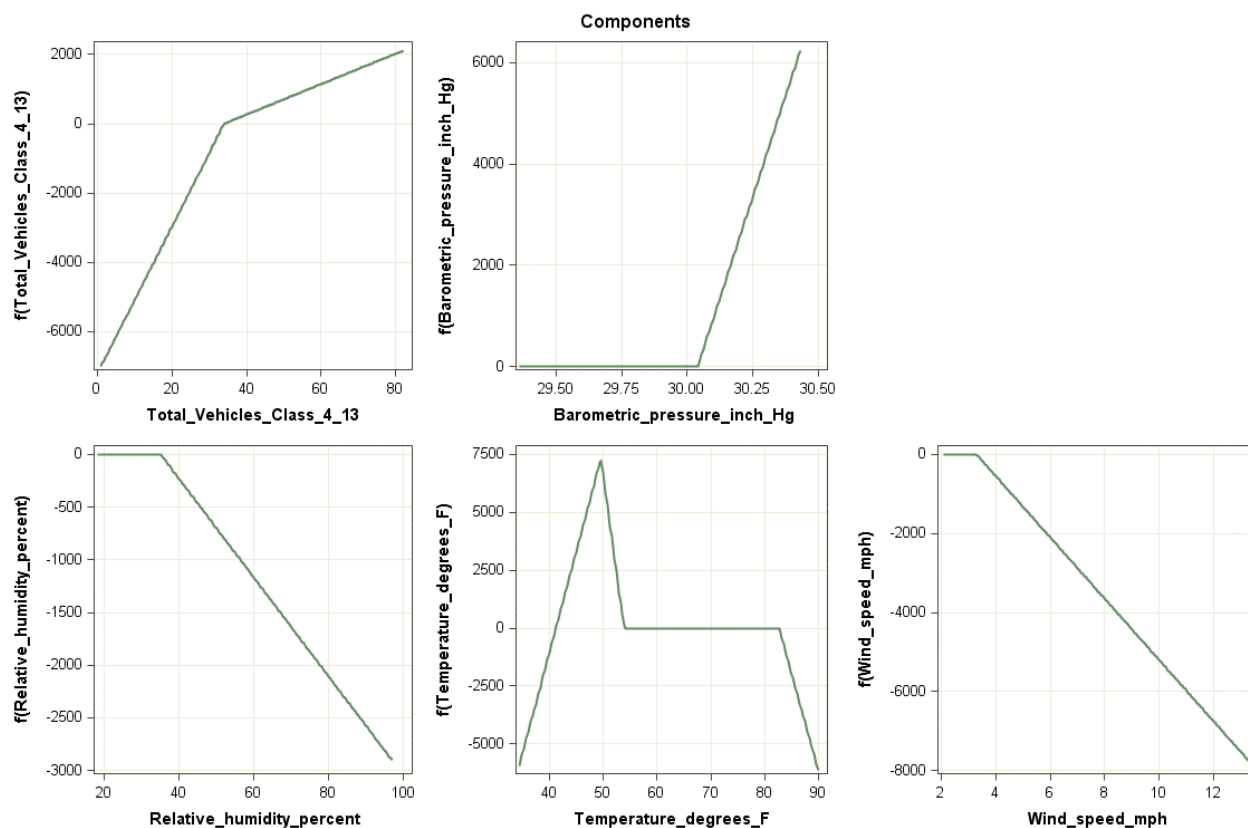 Components
f(Total_Vehicles_Class_4_13)
2000
0
-2000
-4000
-6000
0 20 40 60 80
Total_Vehicles_Class_4_13
f(Barometric_pressure_inch_Hg)
6000
4000
2000
0
29.50 29.75 30.00 30.25 30.50
Barometric_pressure_inch_Hg
f(Relative_humidity_percent)
0
-500
-1000
-1500
-2000
-2500
-3000
20 40 60 80 100
Relative_humidity_percent
f(Temperature_degrees_F)
7500
5000
2500
0
-2500
-5000
40 50 60 70 80 90
Temperature_degrees_F
f(Wind_speed_mph)
0
-2000
-4000
-6000
-8000
2 4 6 8 10 12
Wind_speed_mph